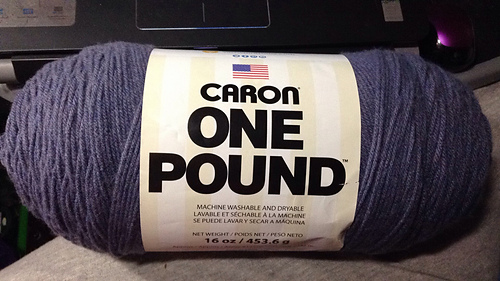 CARON
ONE
POUND™
MACHINE WASHABLE AND DRYABLE
LAVABLE ET SÉCHABLE À LA MACHINE
SE PUEDE LAVAR Y SECAR A MÁQUINA
NET WEIGHT / POIDS NET / PESO NETO
16 oz / 453.6 g